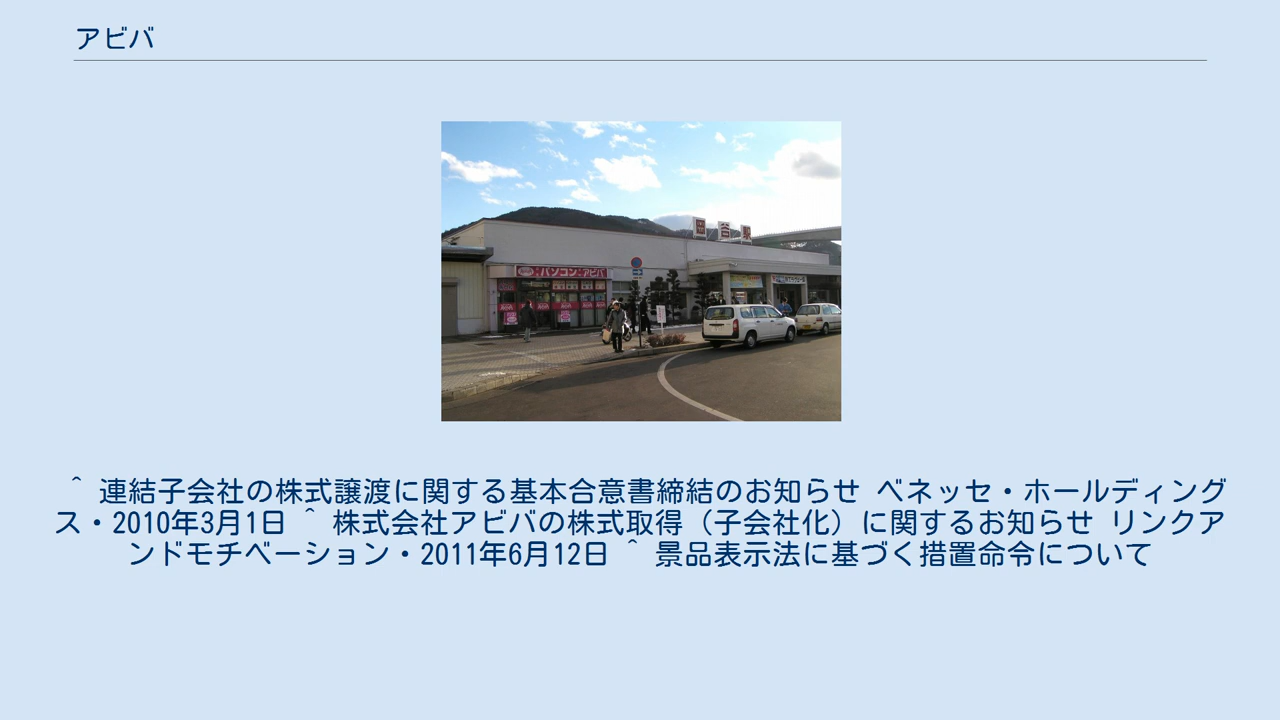 アビバ
パソコン アビバ
^ 連結子会社の株式譲渡に関する基本合意書締結のお知らせ ベネッセ・ホールディング
ス・2010年3月1日 ^ 株式会社アビバの株式取得（子会社化）に関するお知らせ リンクア
ンドモチベーション・2011年6月12日 ^ 景品表示法に基づく措置命令について